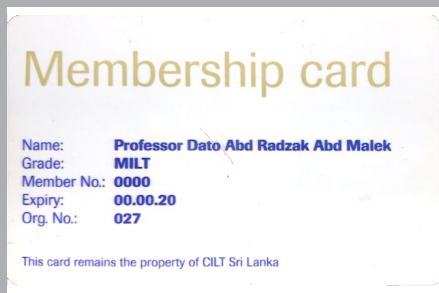 Membership card
Name: Professor Dato Abd Radzak Abd Malek
Grade: MILT
Member No.: 0000
Expiry: 00.00.20
Org. No.: 027
This card remains the property of CILT Sri Lanka